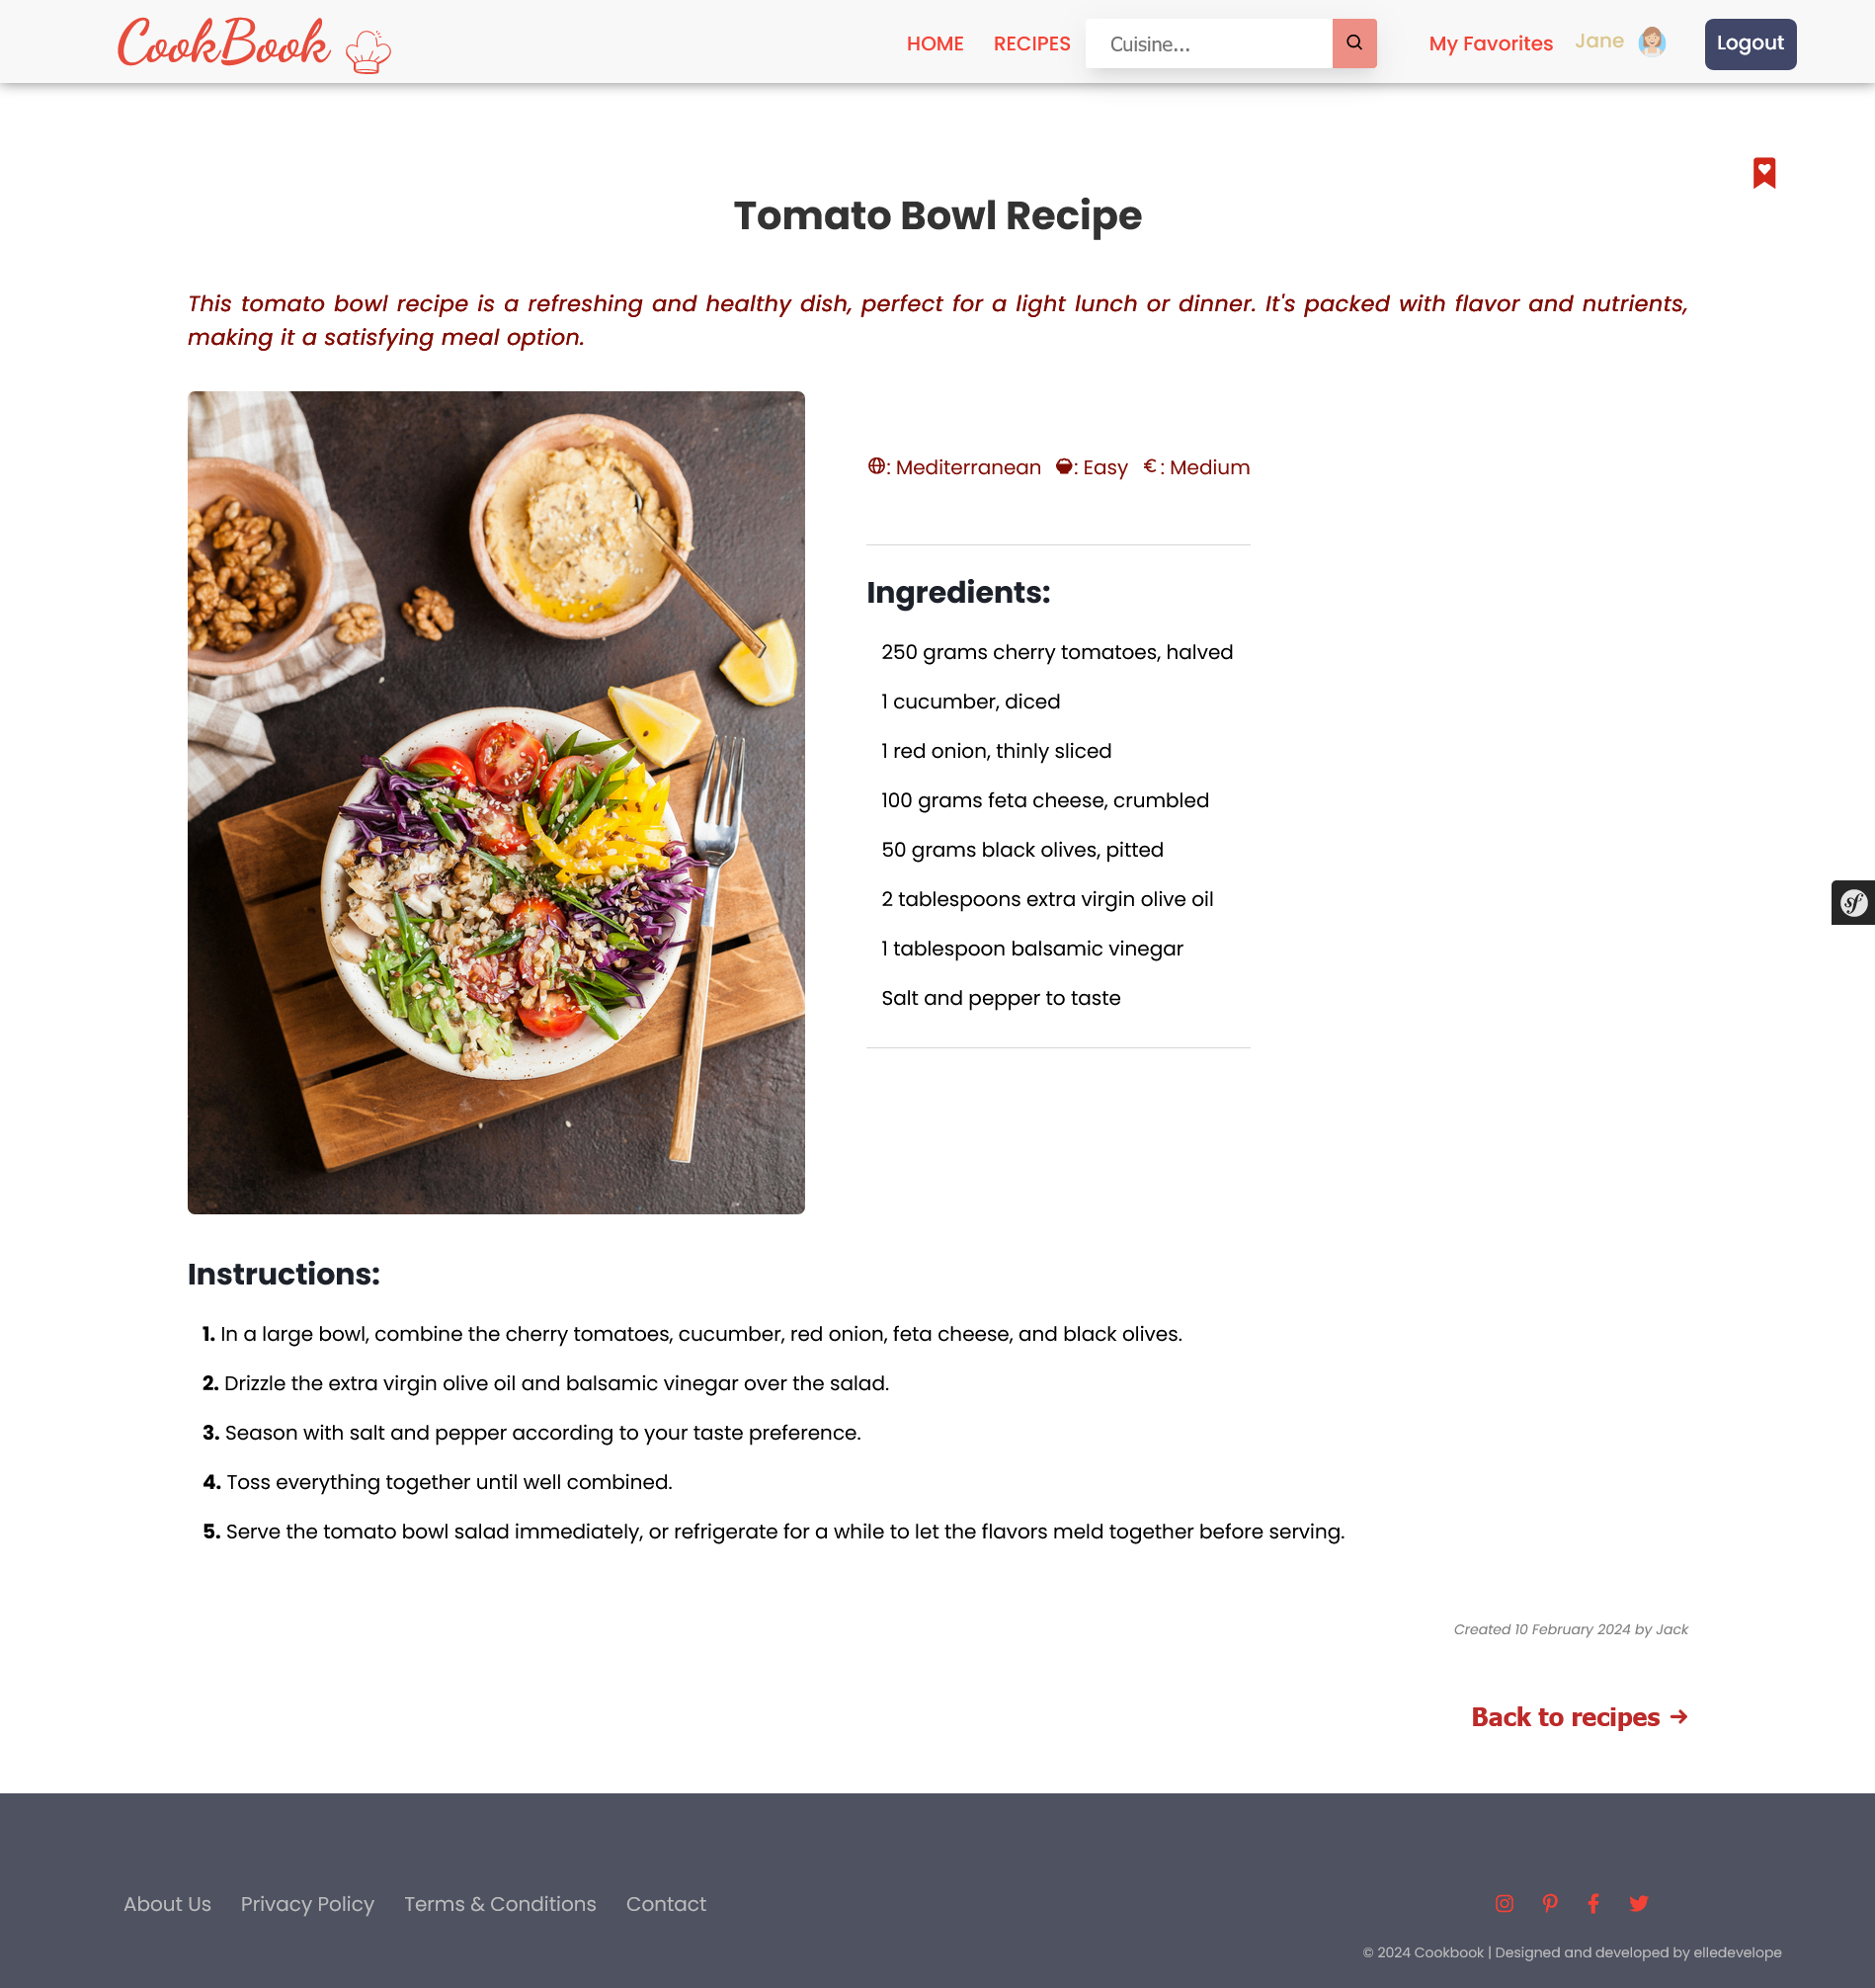 CookBook
HOME RECIPES Cuisine... My Favorites Jane Logout
Tomato Bowl Recipe
This tomato bowl recipe is a refreshing and healthy dish, perfect for a light lunch or dinner. It's packed with flavor and nutrients,
making it a satisfying meal option.
: Mediterranean : Easy € : Medium
Ingredients:
250 grams cherry tomatoes, halved
1 cucumber, diced
1 red onion, thinly sliced
100 grams feta cheese, crumbled
50 grams black olives, pitted
2 tablespoons extra virgin olive oil
sf
1 tablespoon balsamic vinegar
Salt and pepper to taste
Instructions:
1. In a large bowl, combine the cherry tomatoes, cucumber, red onion, feta cheese, and black olives.
2. Drizzle the extra virgin olive oil and balsamic vinegar over the salad.
3. Season with salt and pepper according to your taste preference.
4. Toss everything together until well combined.
5. Serve the tomato bowl salad immediately, or refrigerate for a while to let the flavors meld together before serving.
Created 10 February 2024 by Jack
Back to recipes →
About Us Privacy Policy Terms & Conditions Contact
© 2024 Cookbook | Designed and developed by elledevelope